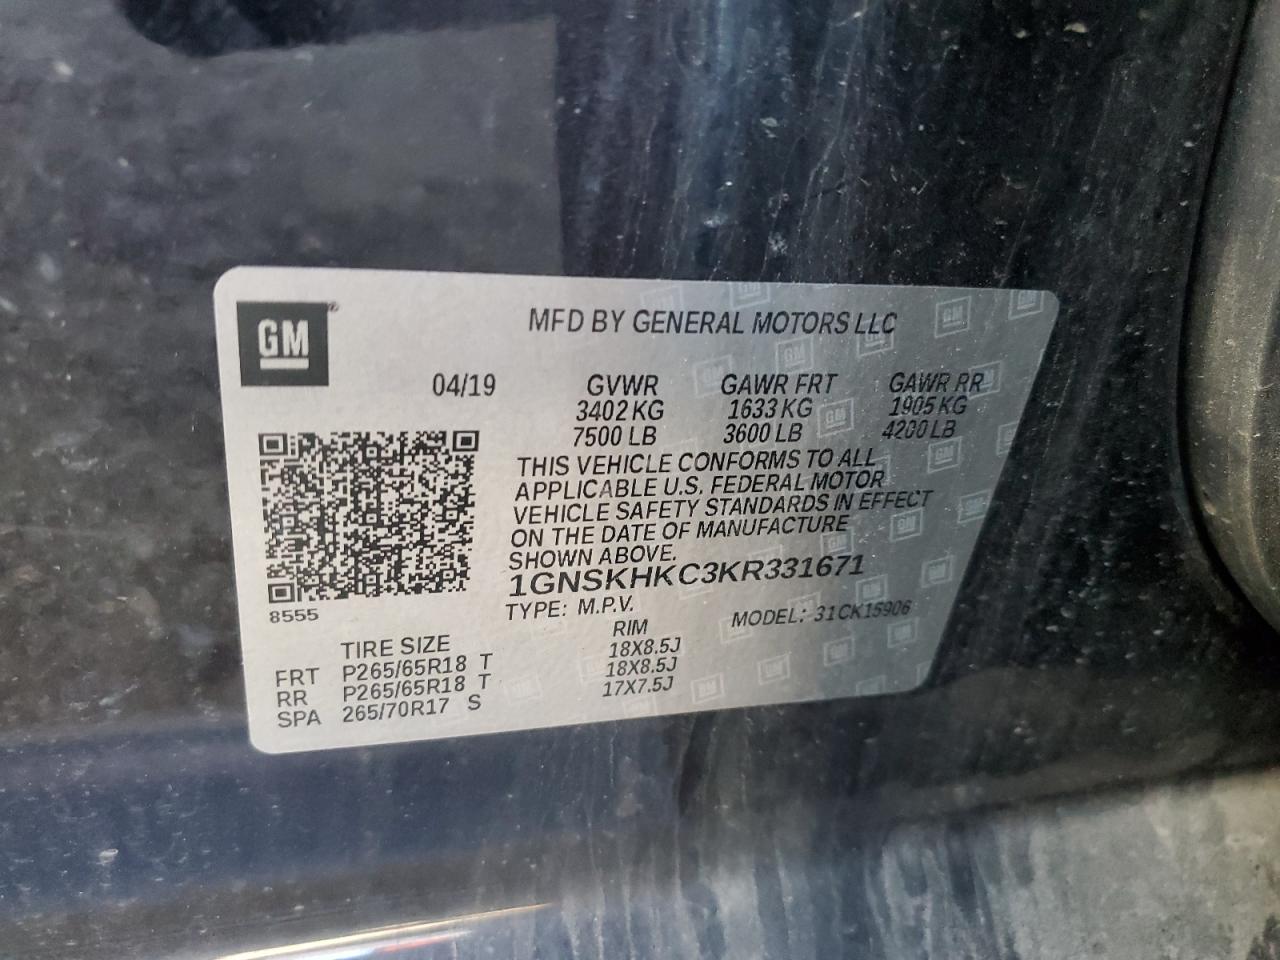 GM
MFD BY GENERAL MOTORS LLC
04/19 GVWR GAWR FRT GAWR RR
3402 KG 1633 KG 1905 KG
7500 LB 3600 LB 4200 LB
THIS VEHICLE CONFORMS TO ALL
APPLICABLE U.S. FEDERAL MOTOR
VEHICLE SAFETY STANDARDS IN EFFECT
ON THE DATE OF MANUFACTURE
SHOWN ABOVE.
1GNSKHKC3KR331671
8555
TYPE: M.P.V. MODEL: 31CK15906
TIRE SIZE RIM
FRT P265/65R18 T 18X8.5J
RR P265/65R18 T 18X8.5J
SPA 265/70R17 S 17X7.5J